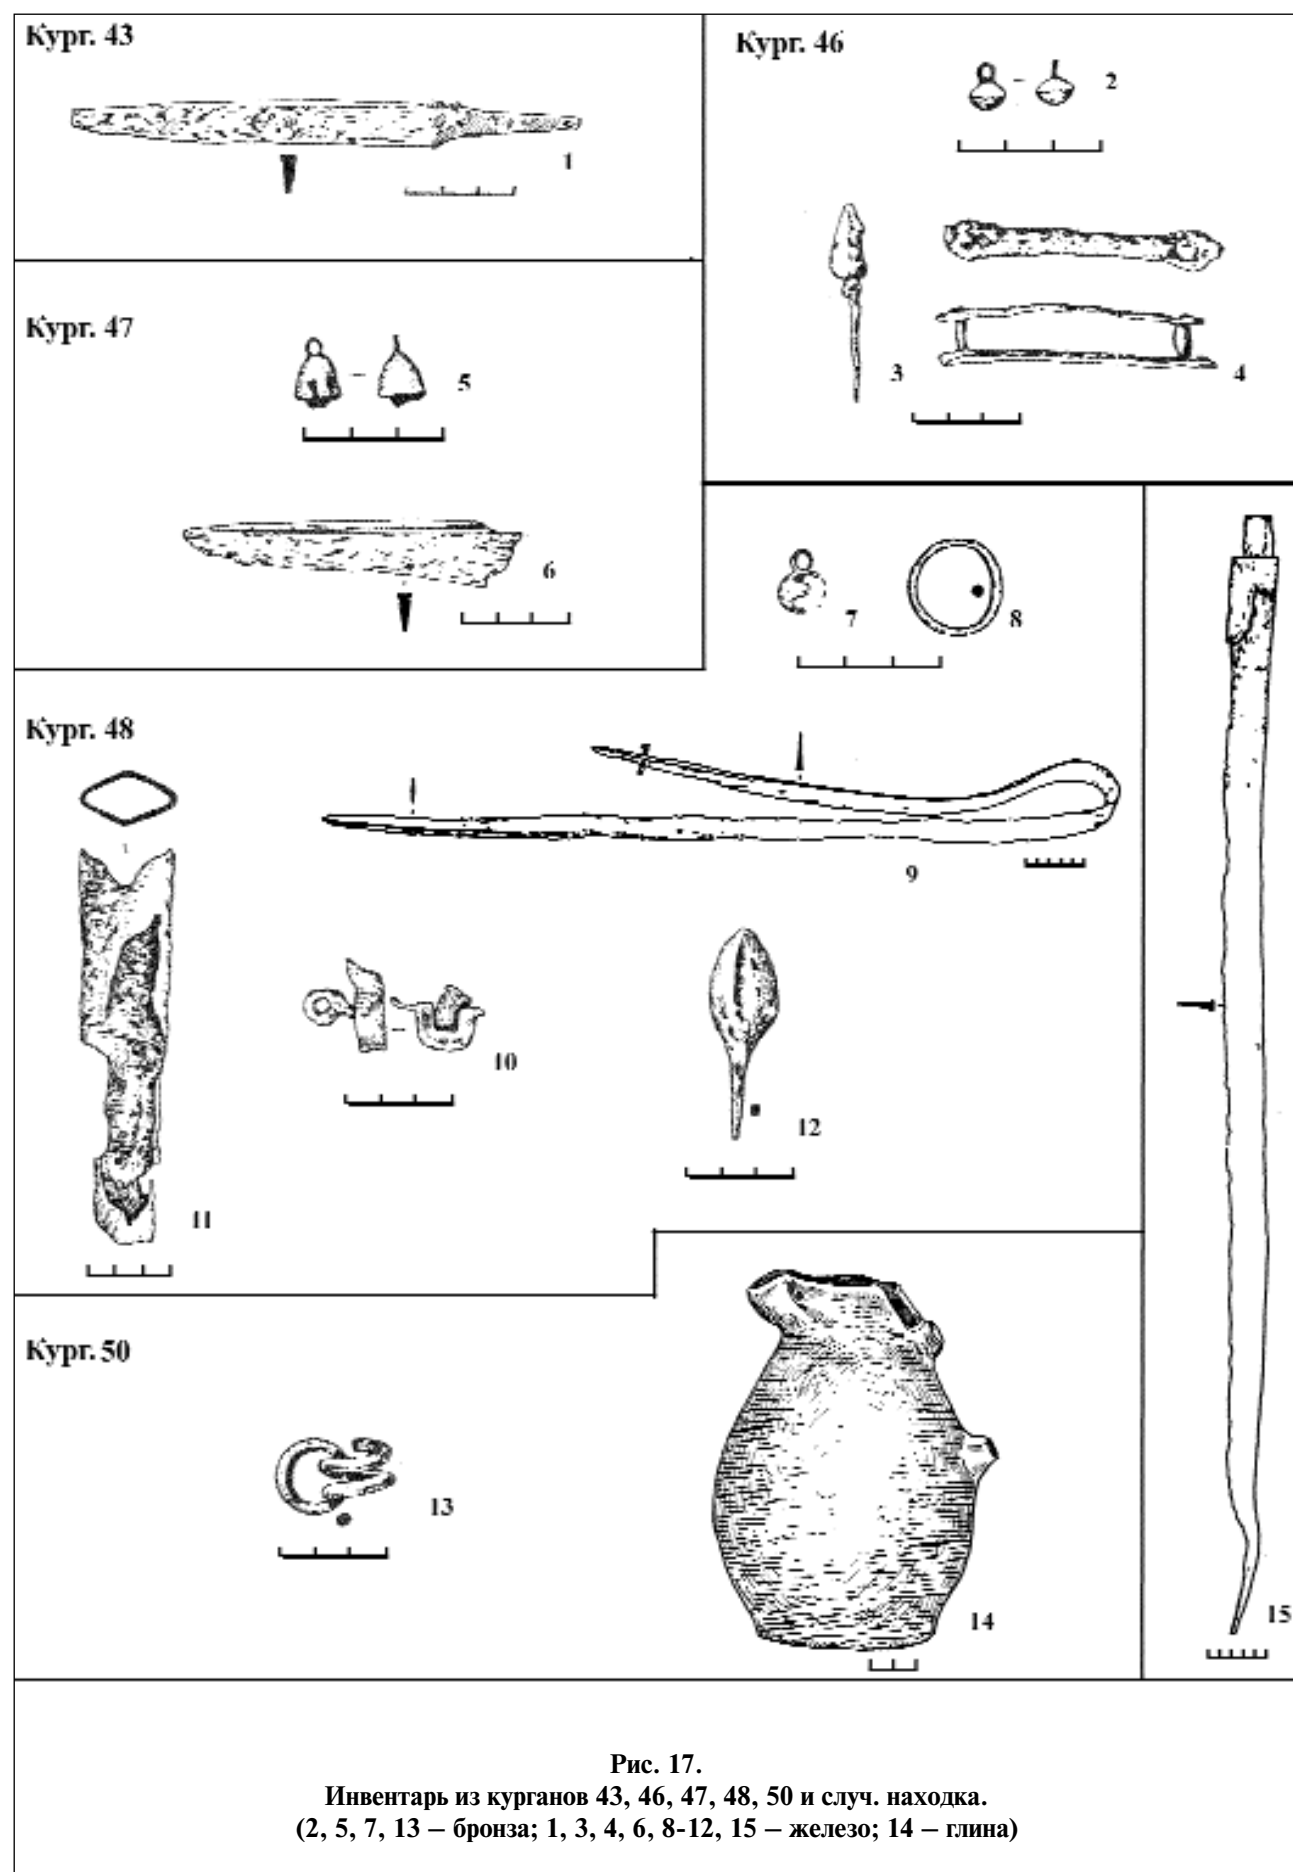 Кург. 43
1
Кург. 46
2
3
4
Кург. 47
5
6
7
8
Кург. 48
9
10
11
12
Кург. 50
13
14
15
Рис. 17.
Инвентарь из курганов 43, 46, 47, 48, 50 и случ. находка.
(2, 5, 7, 13 – бронза; 1, 3, 4, 6, 8-12, 15 – железо; 14 – глина)